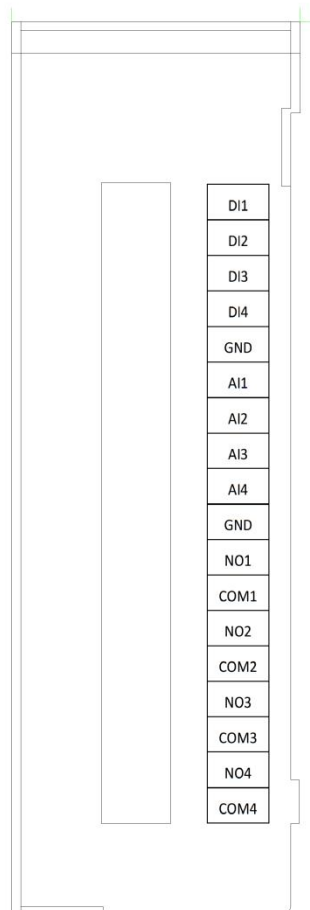 DI1
DI2
DI3
DI4
GND
AI1
AI2
AI3
AI4
GND
NO1
COM1
NO2
COM2
NO3
COM3
NO4
COM4